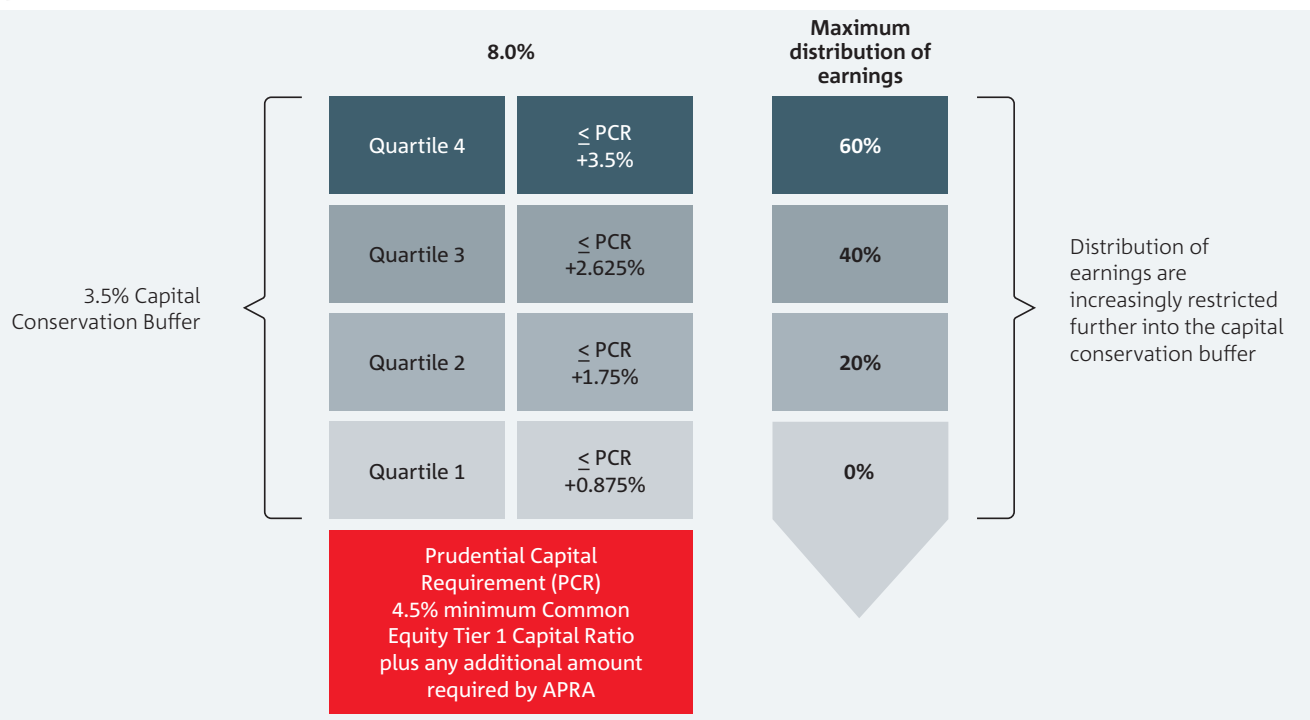 8.0%
Maximum
distribution of
earnings
3.5% Capital
Conservation Buffer
Quartile 4
≤ PCR
+3.5%
60%
Quartile 3
≤ PCR
+2.625%
40%
Quartile 2
≤ PCR
+1.75%
20%
Quartile 1
≤ PCR
+0.875%
0%
Distribution of
earnings are
increasingly restricted
further into the capital
conservation buffer
Prudential Capital
Requirement (PCR)
4.5% minimum Common
Equity Tier 1 Capital Ratio
plus any additional amount
required by APRA